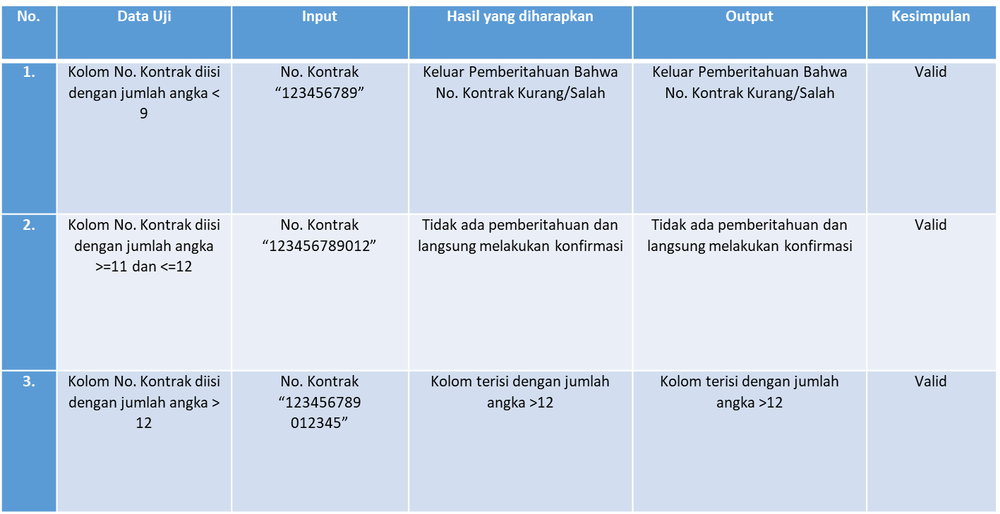 No. Data Uji Input Hasil yang diharapkan Output Kesimpulan
1. Kolom No. Kontrak diisi No. Kontrak Keluar Pemberitahuan Bahwa Keluar Pemberitahuan Bahwa Valid
dengan jumlah angka < “123456789” No. Kontrak Kurang/Salah No. Kontrak Kurang/Salah
9
2. Kolom No. Kontrak diisi No. Kontrak Tidak ada pemberitahuan dan Tidak ada pemberitahuan dan Valid
dengan jumlah angka “123456789012” langsung melakukan konfirmasi langsung melakukan konfirmasi
>=11 dan <=12
3. Kolom No. Kontrak diisi No. Kontrak Kolom terisi dengan jumlah Kolom terisi dengan jumlah Valid
dengan jumlah angka > “123456789 angka >12 angka >12
12 012345”